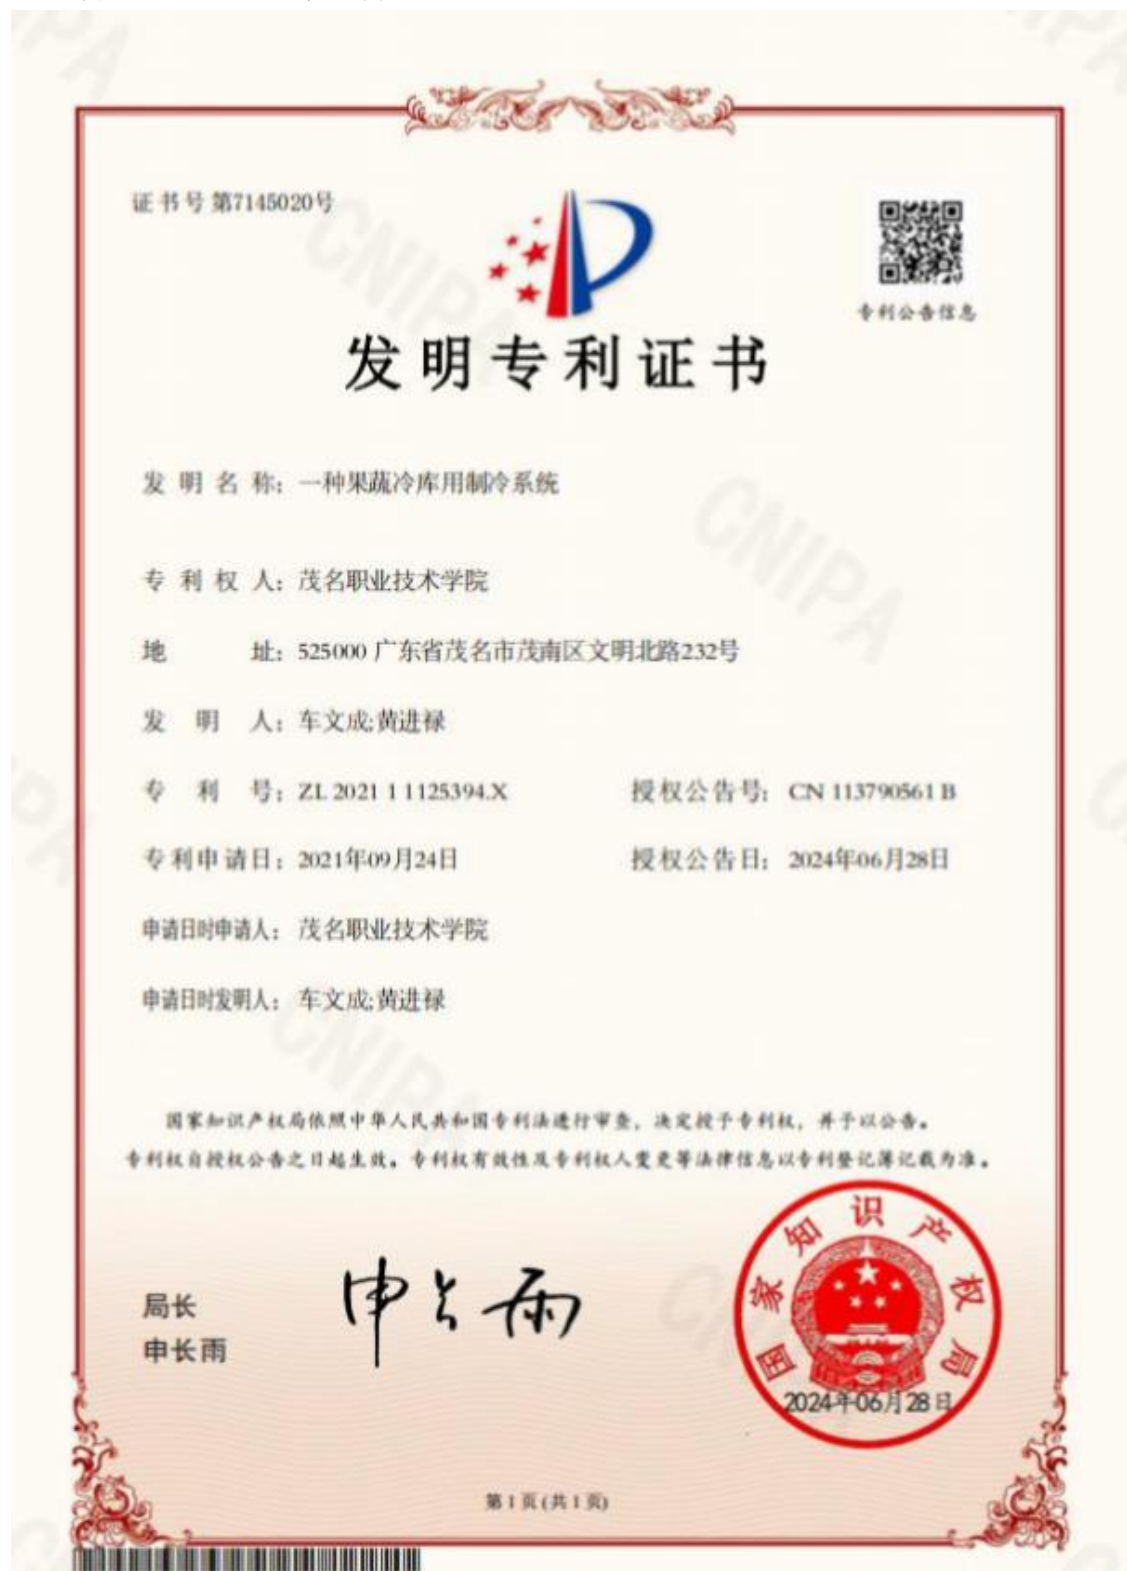 证书号第7145020号
专利公告信息
发明专利证书
发明名称：一种果蔬冷库用制冷系统
专利权人：茂名职业技术学院
地址：525000 广东省茂名市茂南区文明北路232号
发明人：车文成;黄进禄
专利号：ZL 2021 1 1125394.X 授权公告号：CN 113790561 B
专利申请日：2021年09月24日 授权公告日：2024年06月28日
申请日时申请人：茂名职业技术学院
申请日时发明人：车文成;黄进禄
国家知识产权局依照中华人民共和国专利法进行审查，决定授予专利权，并予以公告。
专利权自授权公告之日起生效。专利权有效性及专利权人变更等法律信息以专利登记簿记载为准。
局长
申长雨
申长雨
国家知识产权局
2024年06月28日
第1页(共1页)
CNIPA
CNIPA
CNIPA